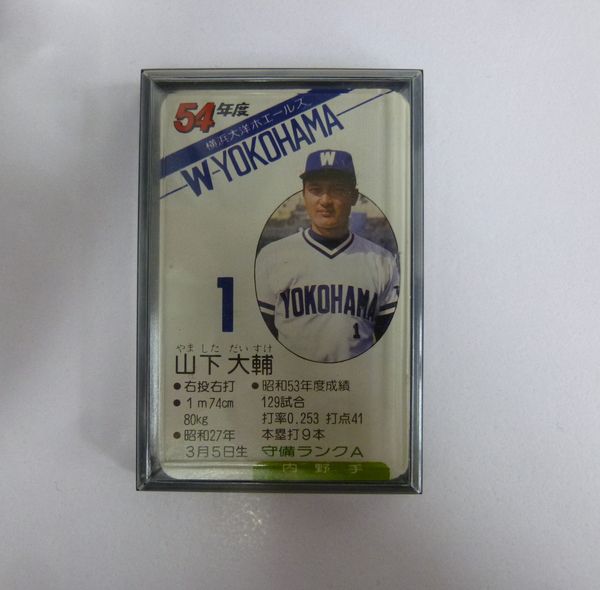 54年度
横浜大洋ホエールズ
W-YOKOHAMA
W
YOKOHAMA
1
1
やました だいすけ
山下大輔
●右投右打
●1m74cm
80kg
●昭和27年
3月5日生
●昭和53年度成績
129試合
打率0.253 打点41
本塁打9本
守備ランクA
内野手